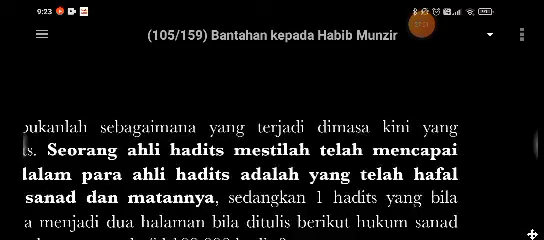 9:23
(105/159) Bantahan kepada Habib Munzir
bukanlah sebagaimana yang terjadi dimasa kini yang
ts. Seorang ahli hadits mestilah telah mencapai
dalam para ahli hadits adalah yang telah hafal
sanad dan matannya, sedangkan 1 hadits yang bila
a menjadi dua halaman bila ditulis berikut hukum sanad